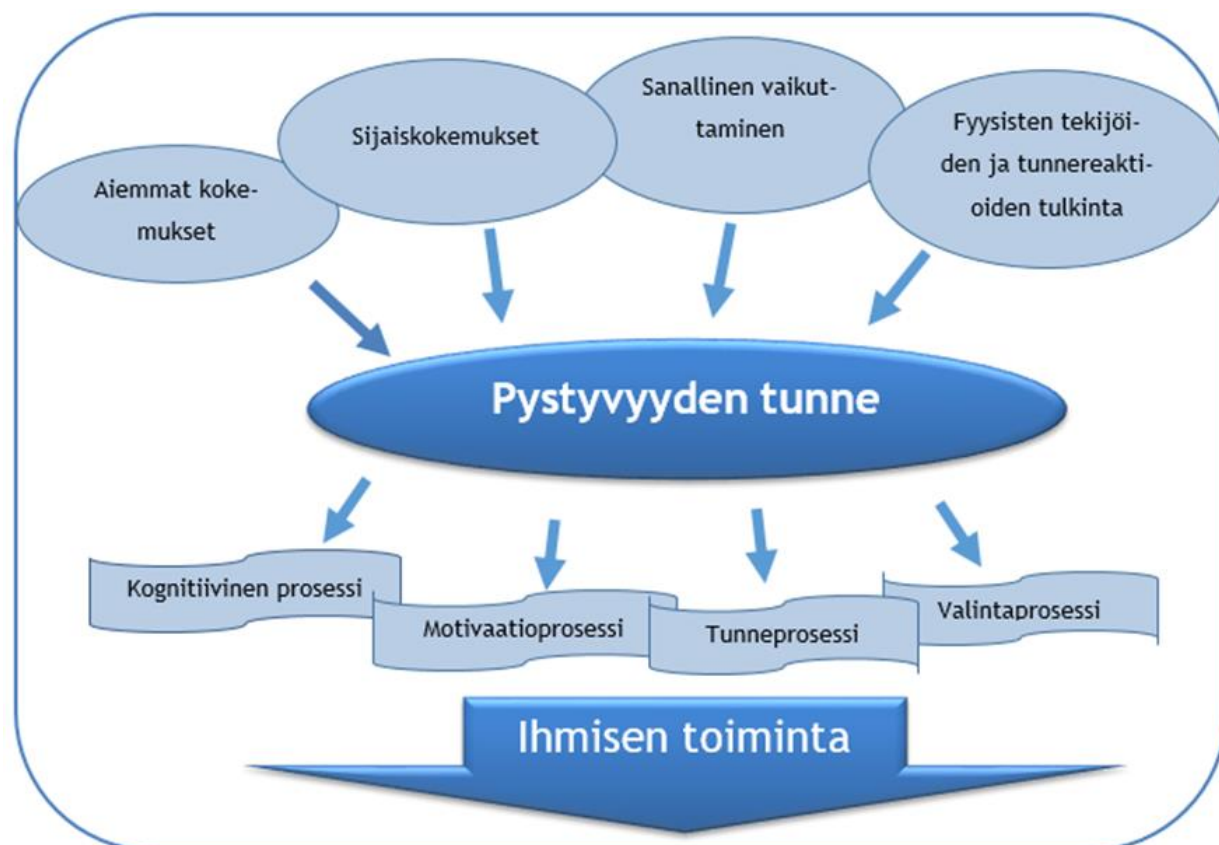 Aiemmat koke-
mukset
Sijaiskokemukset
Sanallinen vaikut-
taminen
Fyysisten tekijöi-
den ja tunnereakti-
oiden tulkinta
Pystyvyyden tunne
Kognitiivinen prosessi
Motivaatioprosessi
Tunneprosessi
Valintaprosessi
Ihmisen toiminta